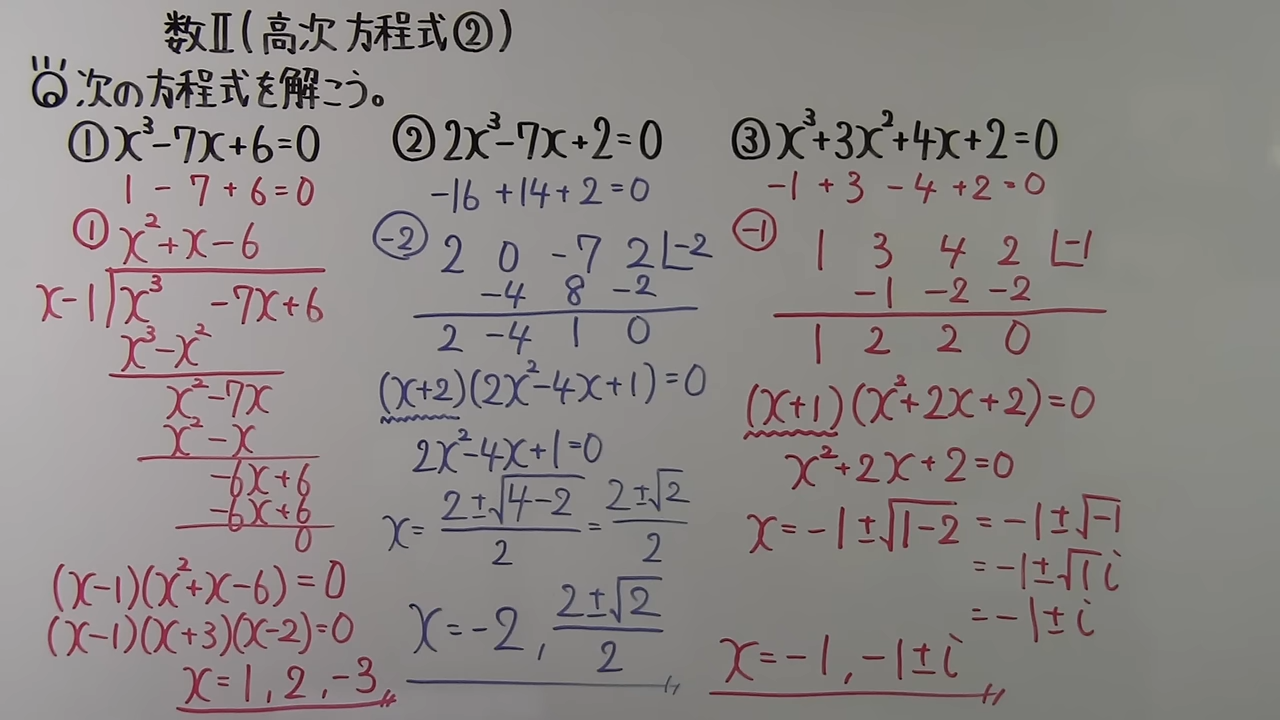 数Ⅱ(高次方程式②)
◎次の方程式を解こう。
①x³-7x+6=0
1-7+6=0
①
x²+x-6
x-1)x³ -7x+6
x³-x²
x²-7x
x²-x
-6x+6
-6x+6
0
(x-1)(x²+x-6)=0
(x-1)(x+3)(x-2)=0
x=1,2,-3
②2x³-7x+2=0
-16+14+2=0
(-2) 2 0 -7 2 |-2
-4 8 -2
2 -4 1 0
(x+2)(2x²-4x+1)=0
2x²-4x+1=0
x=(2±√(4-2))/2=(2±√2)/2
x=-2,(2±√2)/2
③x³+3x²+4x+2=0
-1+3-4+2=0
(-1) 1 3 4 2 |-1
-1 -2 -2
1 2 2 0
(x+1)(x²+2x+2)=0
x²+2x+2=0
x=-1±√(1-2)=-1±√-1
=-1±√1 i
=-1±i
x=-1,-1±i